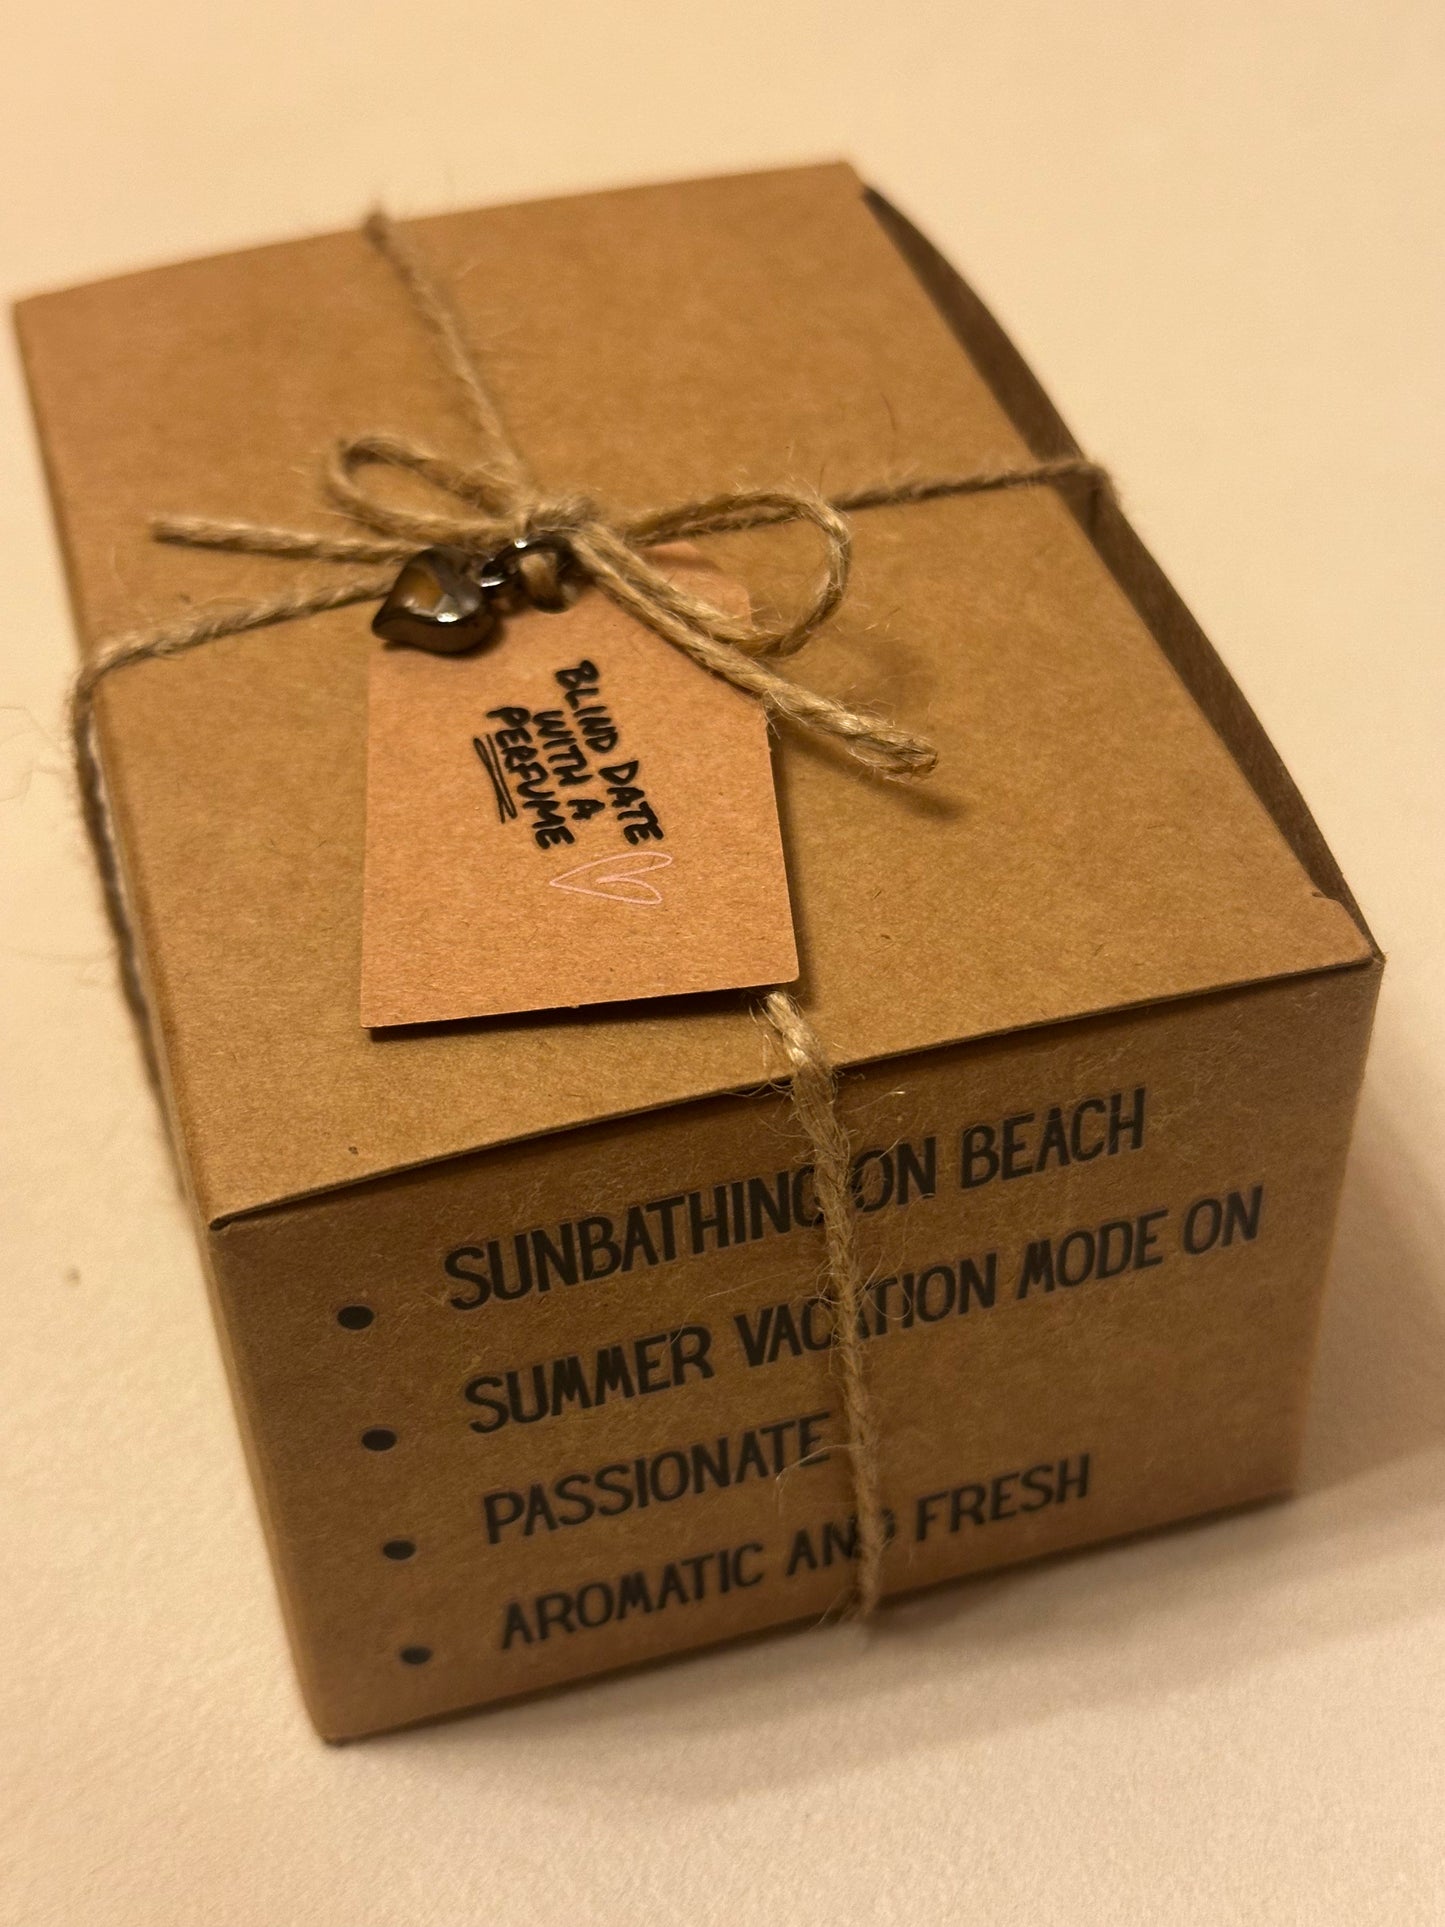 BLIND DATE
WITH A
PERFUME
• SUNBATHING ON BEACH
• SUMMER VACATION MODE ON
• PASSIONATE
• AROMATIC AND FRESH